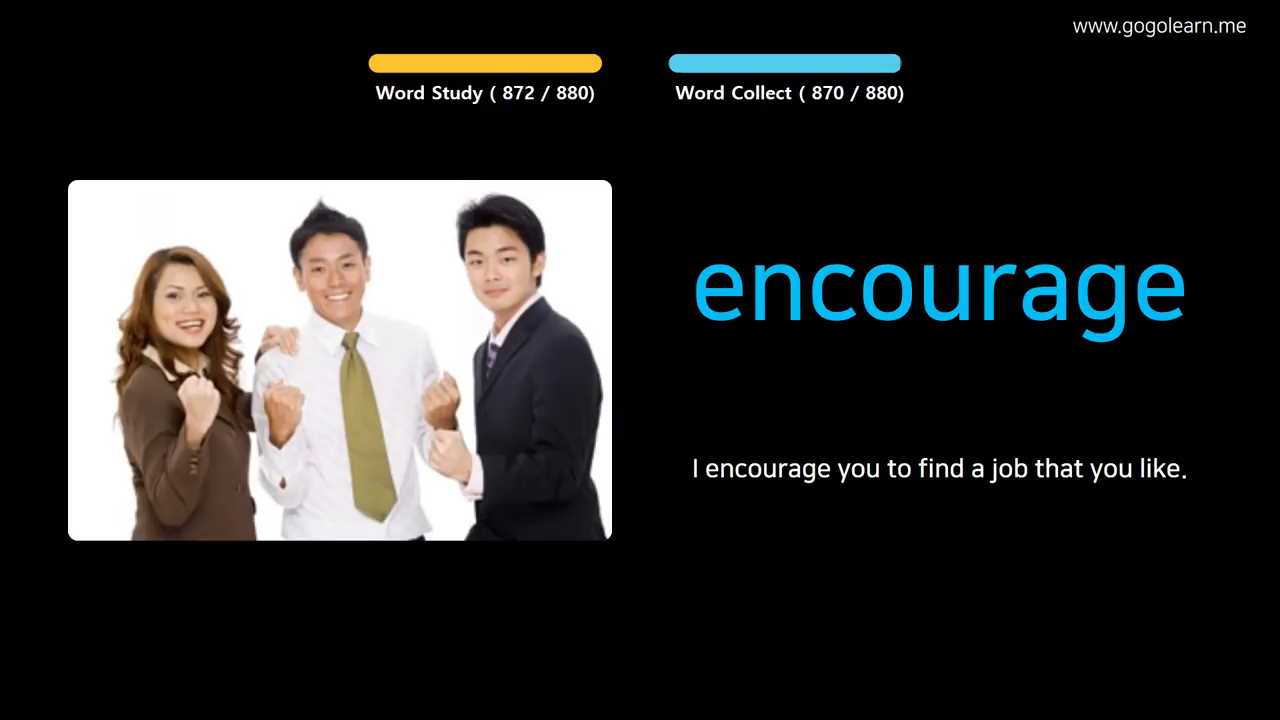 www.gogolearn.me
Word Study ( 872 / 880)
Word Collect ( 870 / 880)
encourage
I encourage you to find a job that you like.